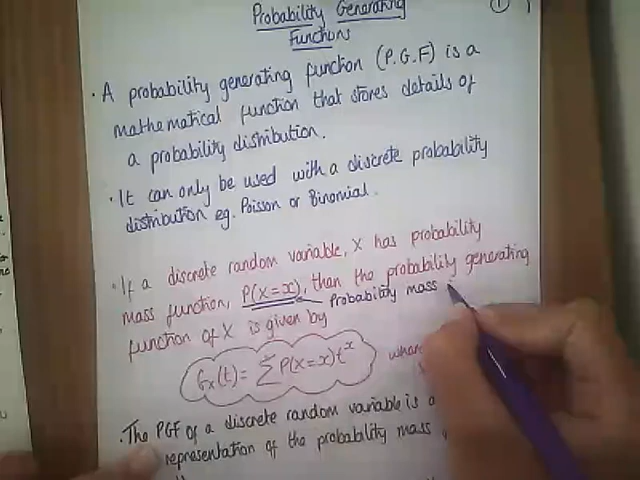 Probability Generating
Functions
①
· A probability generating function (P.G.F) is a
mathematical function that stores details of
a probability distribution.
· It can only be used with a discrete probability
distribution eg. Poisson or Binomial.
· If a discrete random variable, X has probability
mass function, P(X=x), then the probability generating
Probability mass
function of X is given by
Gx(t) = ∑ P(X=x)t^x
· The PGF of a discrete random variable is a
representation of the probability mass